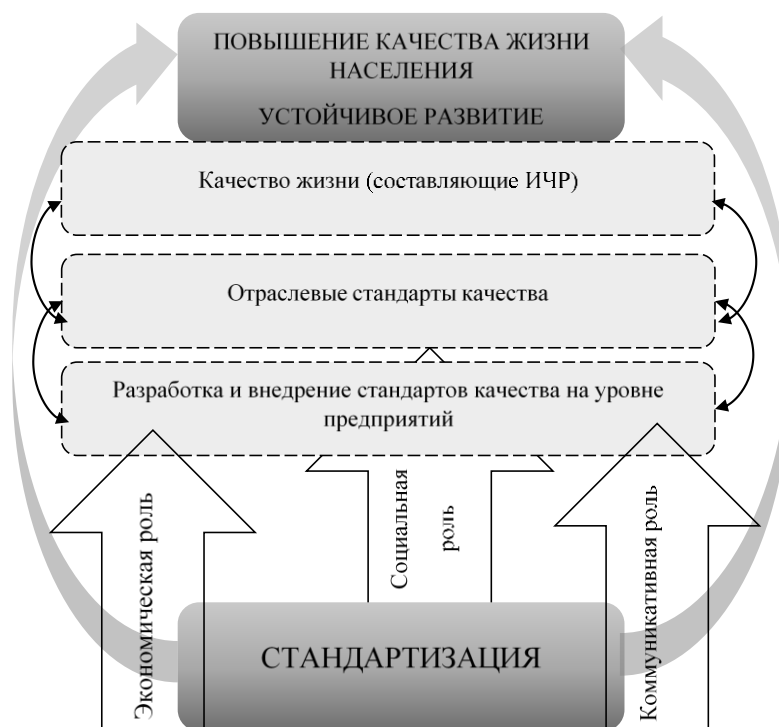 ПОВЫШЕНИЕ КАЧЕСТВА ЖИЗНИ
НАСЕЛЕНИЯ
УСТОЙЧИВОЕ РАЗВИТИЕ
Качество жизни (составляющие ИЧР)
Отраслевые стандарты качества
Разработка и внедрение стандартов качества на уровне
предприятий
Экономическая роль
Социальная
роль
Коммуникативная роль
СТАНДАРТИЗАЦИЯ